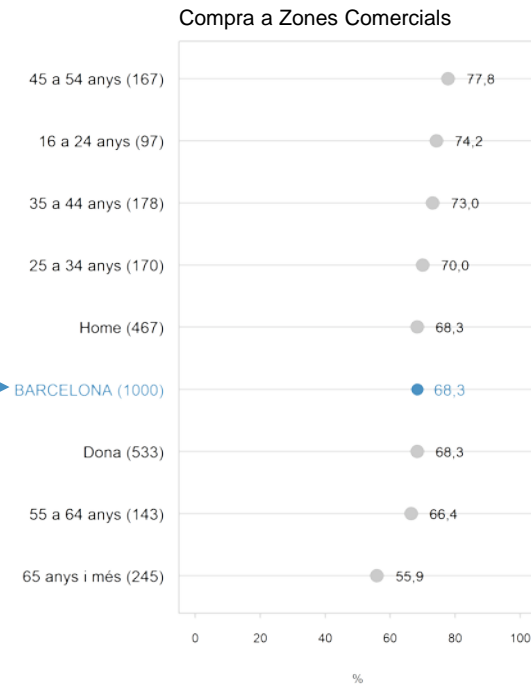 Compra a Zones Comercials
45 a 54 anys (167) 77,8
16 a 24 anys (97) 74,2
35 a 44 anys (178) 73,0
25 a 34 anys (170) 70,0
Home (467) 68,3
BARCELONA (1000) 68,3
Dona (533) 68,3
55 a 64 anys (143) 66,4
65 anys i més (245) 55,9
0 20 40 60 80 100
%